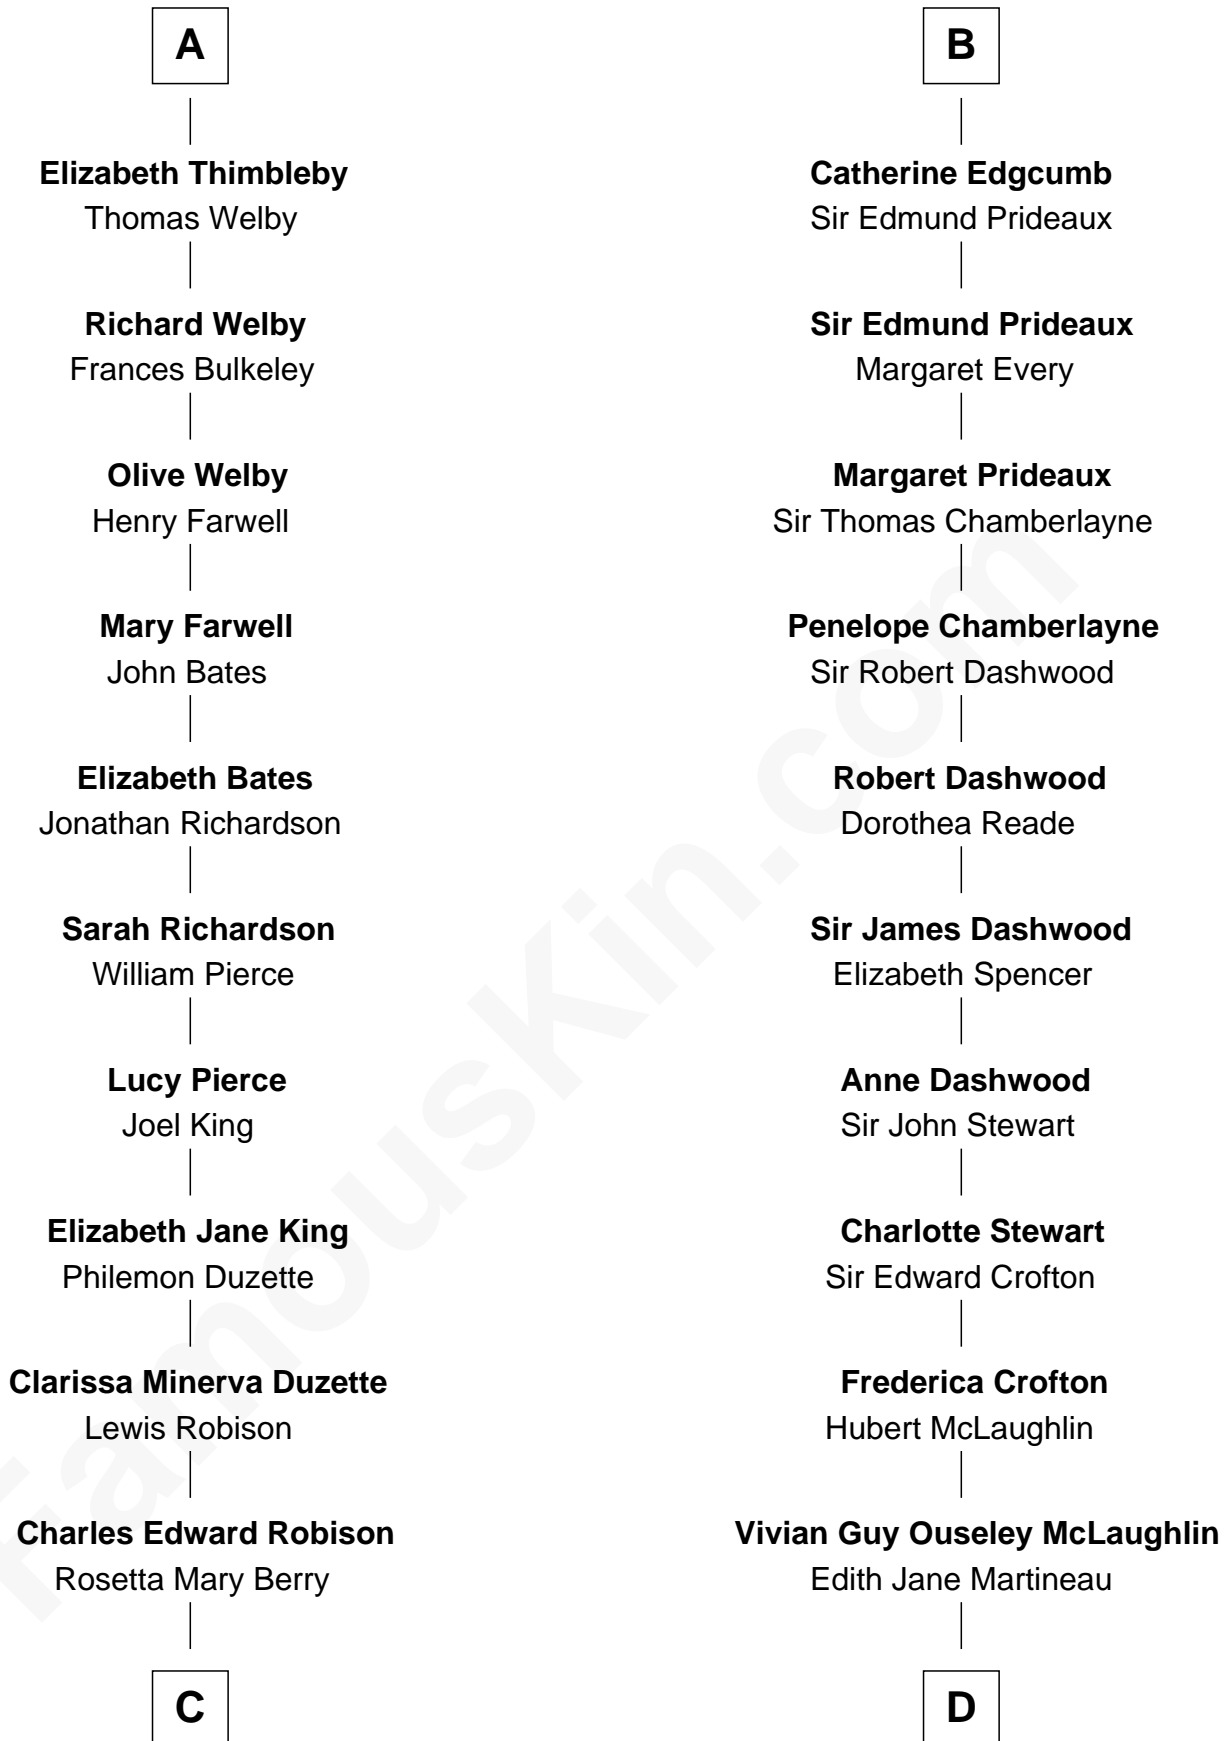 A
Elizabeth Thimbleby
Thomas Welby
Richard Welby
Frances Bulkeley
Olive Welby
Henry Farwell
Mary Farwell
John Bates
Elizabeth Bates
Jonathan Richardson
Sarah Richardson
William Pierce
Lucy Pierce
Joel King
Elizabeth Jane King
Philemon Duzette
Clarissa Minerva Duzette
Lewis Robison
Charles Edward Robison
Rosetta Mary Berry
C
B
Catherine Edgcumb
Sir Edmund Prideaux
Sir Edmund Prideaux
Margaret Every
Margaret Prideaux
Sir Thomas Chamberlayne
Penelope Chamberlayne
Sir Robert Dashwood
Robert Dashwood
Dorothea Reade
Sir James Dashwood
Elizabeth Spencer
Anne Dashwood
Sir John Stewart
Charlotte Stewart
Sir Edward Crofton
Frederica Crofton
Hubert McLaughlin
Vivian Guy Ouseley McLaughlin
Edith Jane Martineau
D
FamousKin.com